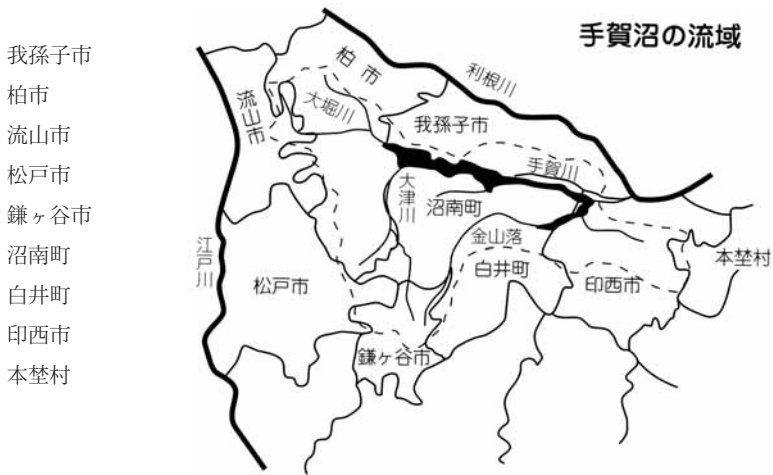 我孫子市
柏市
流山市
松戸市
鎌ヶ谷市
沼南町
白井町
印西市
本埜村
手賀沼の流域
柏市
利根川
流山市
大堀川
我孫子市
手賀川
大津川
沼南町
金山落
江戸川
松戸市
白井町
印西市
本埜村
鎌ヶ谷市